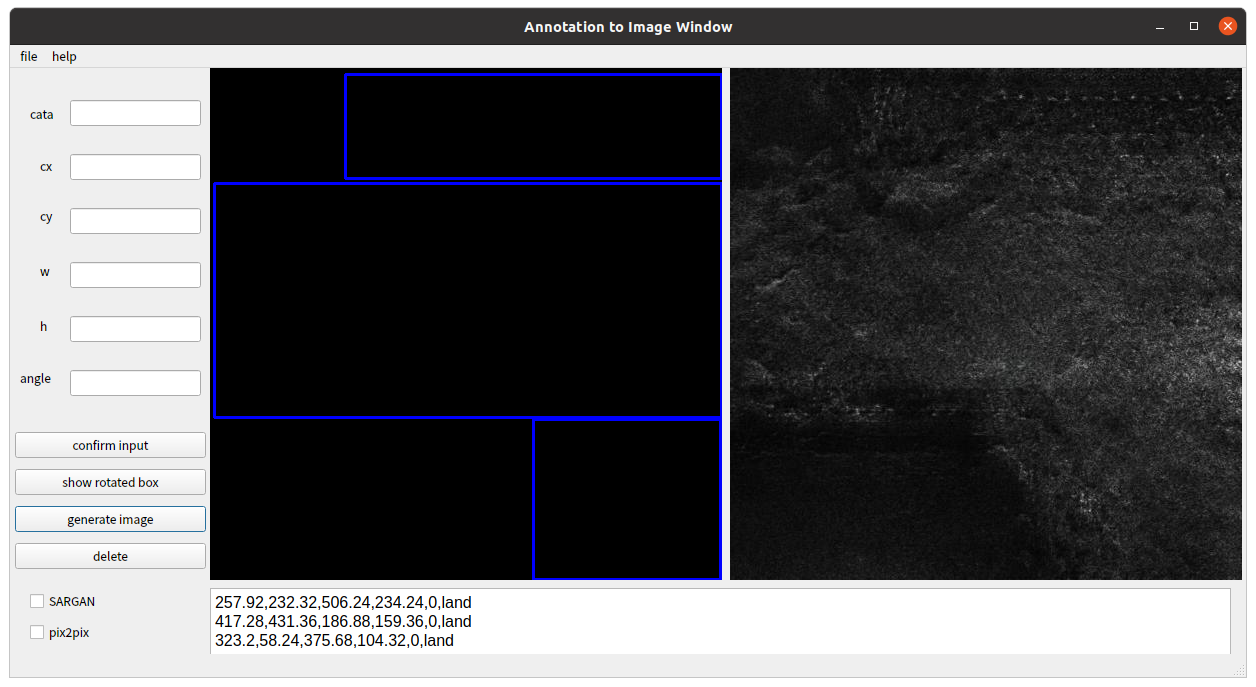 Annotation to Image Window
file help
cata
cx
cy
w
h
angle
confirm input
show rotated box
generate image
delete
SARGAN
pix2pix
257.92,232.32,506.24,234.24,0,land
417.28,431.36,186.88,159.36,0,land
323.2,58.24,375.68,104.32,0,land